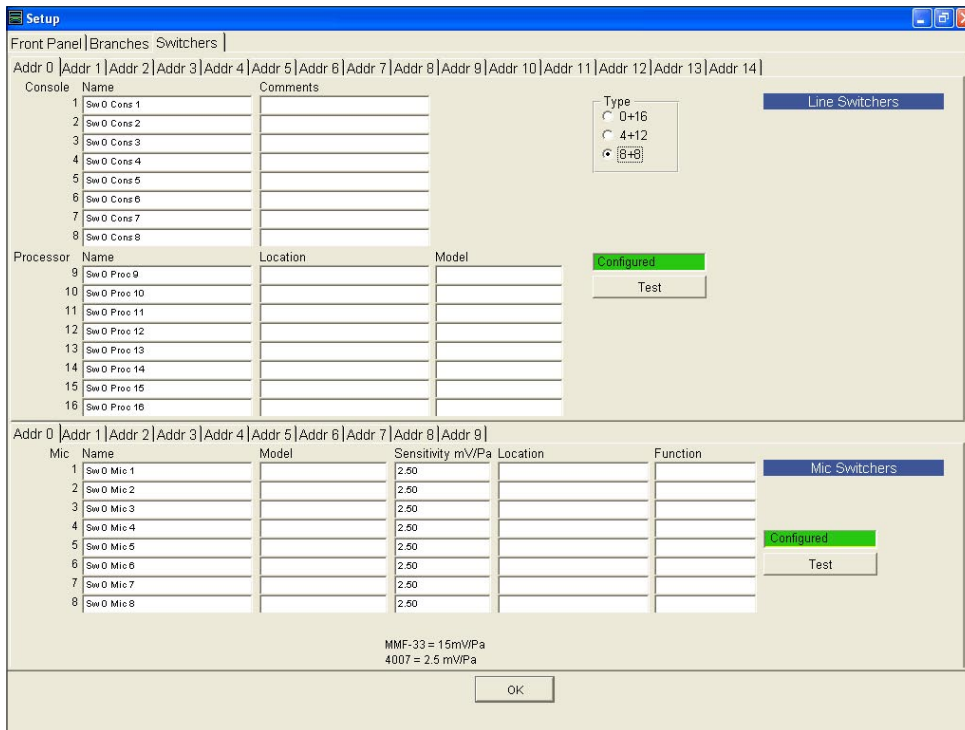 Setup
Front Panel Branches Switchers
Addr 0 Addr 1 Addr 2 Addr 3 Addr 4 Addr 5 Addr 6 Addr 7 Addr 8 Addr 9 Addr 10 Addr 11 Addr 12 Addr 13 Addr 14
Console Name Comments
1 Sw 0 Cons 1
2 Sw 0 Cons 2
3 Sw 0 Cons 3
4 Sw 0 Cons 4
5 Sw 0 Cons 5
6 Sw 0 Cons 6
7 Sw 0 Cons 7
8 Sw 0 Cons 8
Type
0+16
4+12
8+8
Line Switchers
Processor Name Location Model
9 Sw 0 Proc 9
10 Sw 0 Proc 10
11 Sw 0 Proc 11
12 Sw 0 Proc 12
13 Sw 0 Proc 13
14 Sw 0 Proc 14
15 Sw 0 Proc 15
16 Sw 0 Proc 16
Configured
Test
Addr 0 Addr 1 Addr 2 Addr 3 Addr 4 Addr 5 Addr 6 Addr 7 Addr 8 Addr 9
Mic Name Model Sensitivity mV/Pa Location Function
1 Sw 0 Mic 1 2.50
2 Sw 0 Mic 2 2.50
3 Sw 0 Mic 3 2.50
4 Sw 0 Mic 4 2.50
5 Sw 0 Mic 5 2.50
6 Sw 0 Mic 6 2.50
7 Sw 0 Mic 7 2.50
8 Sw 0 Mic 8 2.50
Mic Switchers
Configured
Test
MMF-33 = 15mV/Pa
4007 = 2.5 mV/Pa
OK